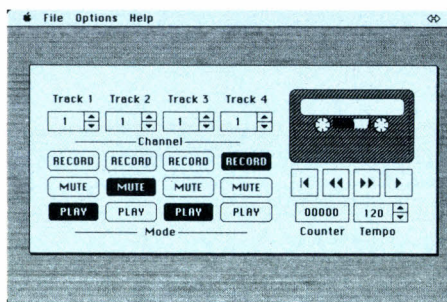 File Options Help
Track 1 Track 2 Track 3 Track 4
1 1 1 1
Channel
RECORD RECORD RECORD RECORD
MUTE MUTE MUTE MUTE
PLAY PLAY PLAY PLAY
Mode
00000 120
Counter Tempo